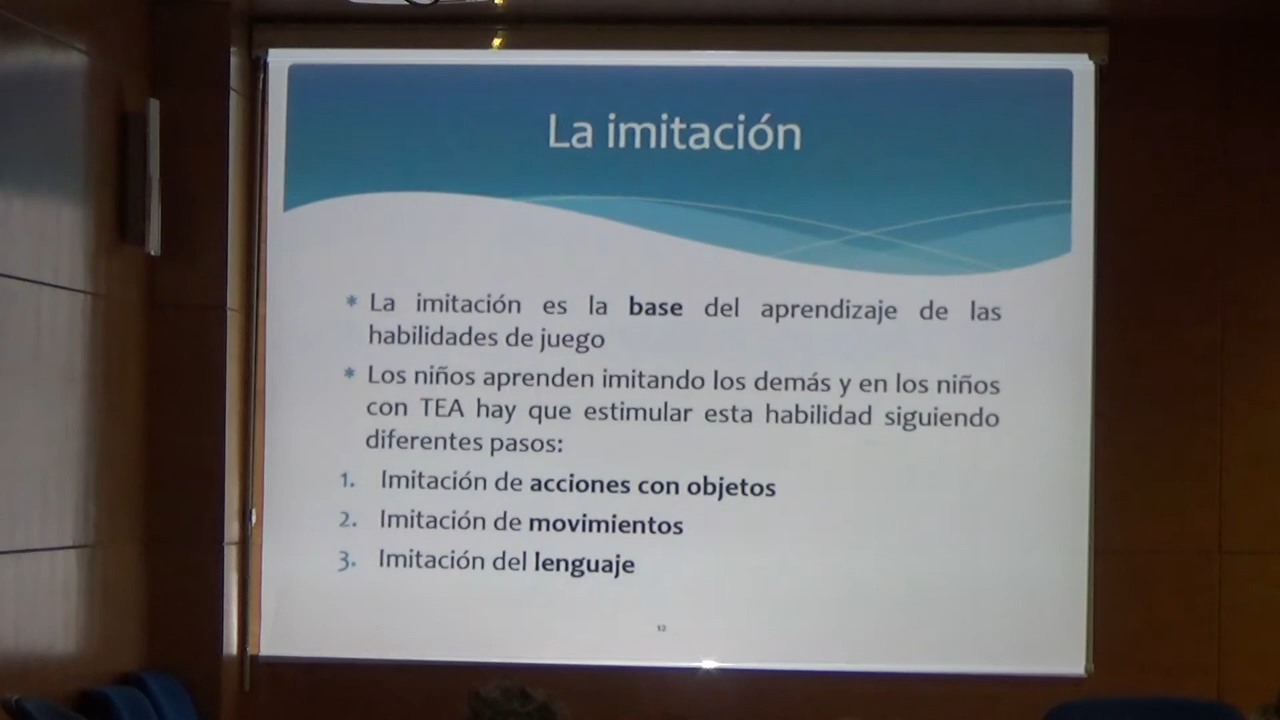 La imitación
* La imitación es la base del aprendizaje de las
habilidades de juego
* Los niños aprenden imitando los demás y en los niños
con TEA hay que estimular esta habilidad siguiendo
diferentes pasos:
1. Imitación de acciones con objetos
2. Imitación de movimientos
3. Imitación del lenguaje
12